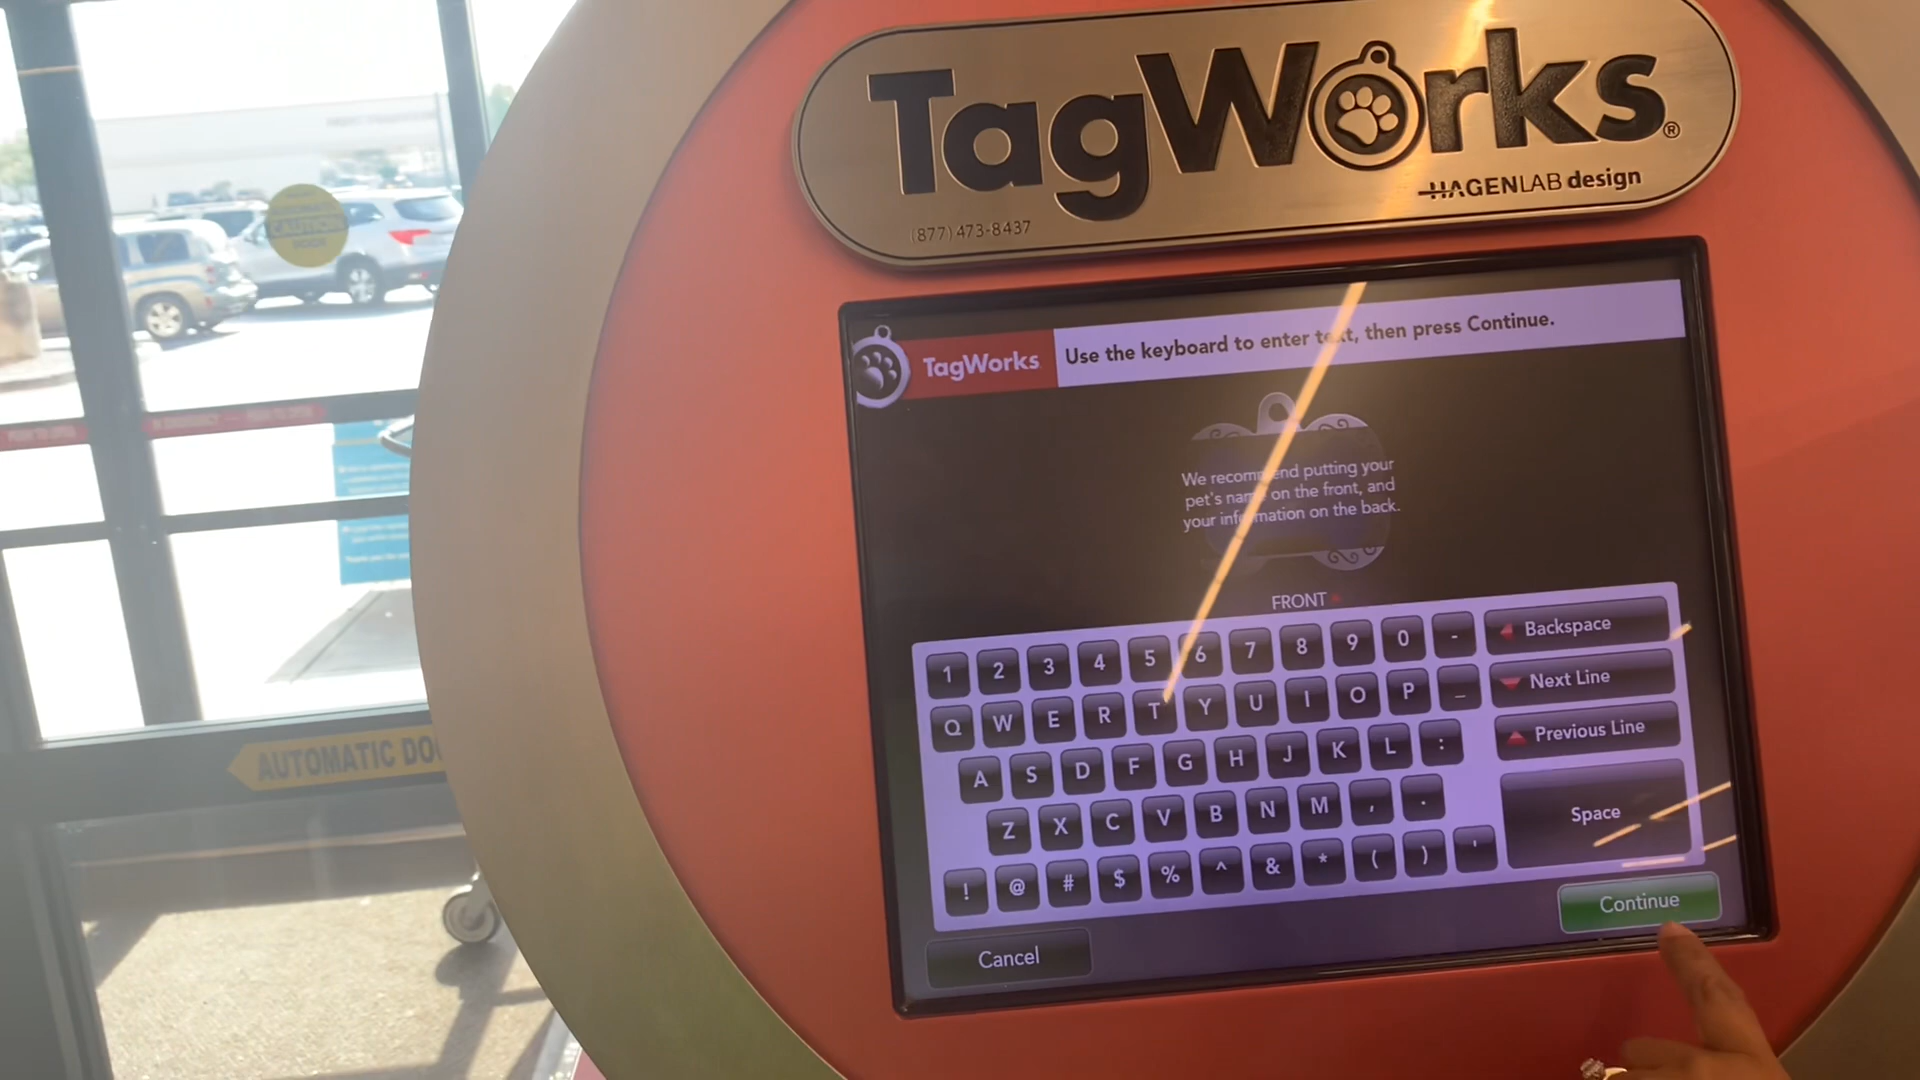 TagWorks®
HAGENLAB design
(877) 473-8437
CAUTION
DOOR
TagWorks
Use the keyboard to enter text, then press Continue.
We recommend putting your
pet's name on the front, and
your information on the back.
FRONT
1 2 3 4 5 6 7 8 9 0 - Backspace
Q W E R T Y U I O P _ Next Line
A S D F G H J K L : Previous Line
Z X C V B N M , . Space
! @ # $ % ^ & * ( ) '
Continue
Cancel
AUTOMATIC DO